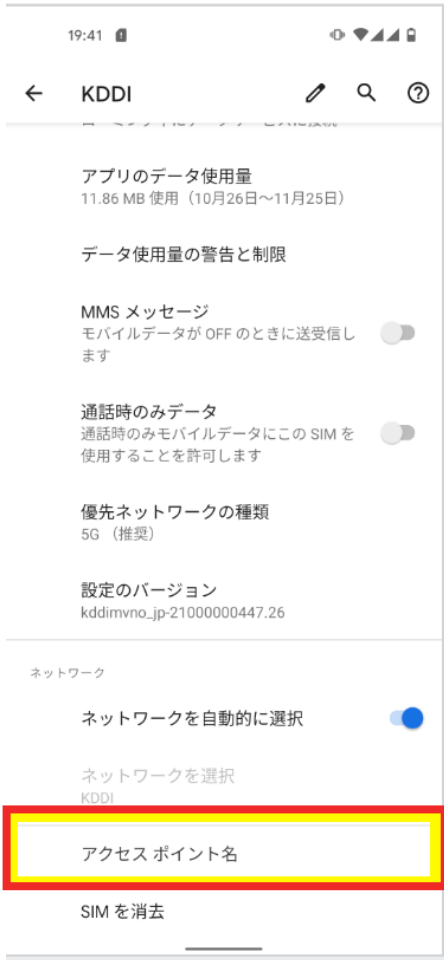 19:41
KDDI
アプリのデータ使用量
11.86 MB 使用（10月26日～11月25日）
データ使用量の警告と制限
MMS メッセージ
モバイルデータが OFF のときに送受信し
ます
通話時のみデータ
通話時のみモバイルデータにこの SIM を
使用することを許可します
優先ネットワークの種類
5G （推奨）
設定のバージョン
kddimvno_jp-21000000447.26
ネットワーク
ネットワークを自動的に選択
ネットワークを選択
KDDI
アクセス ポイント名
SIM を消去